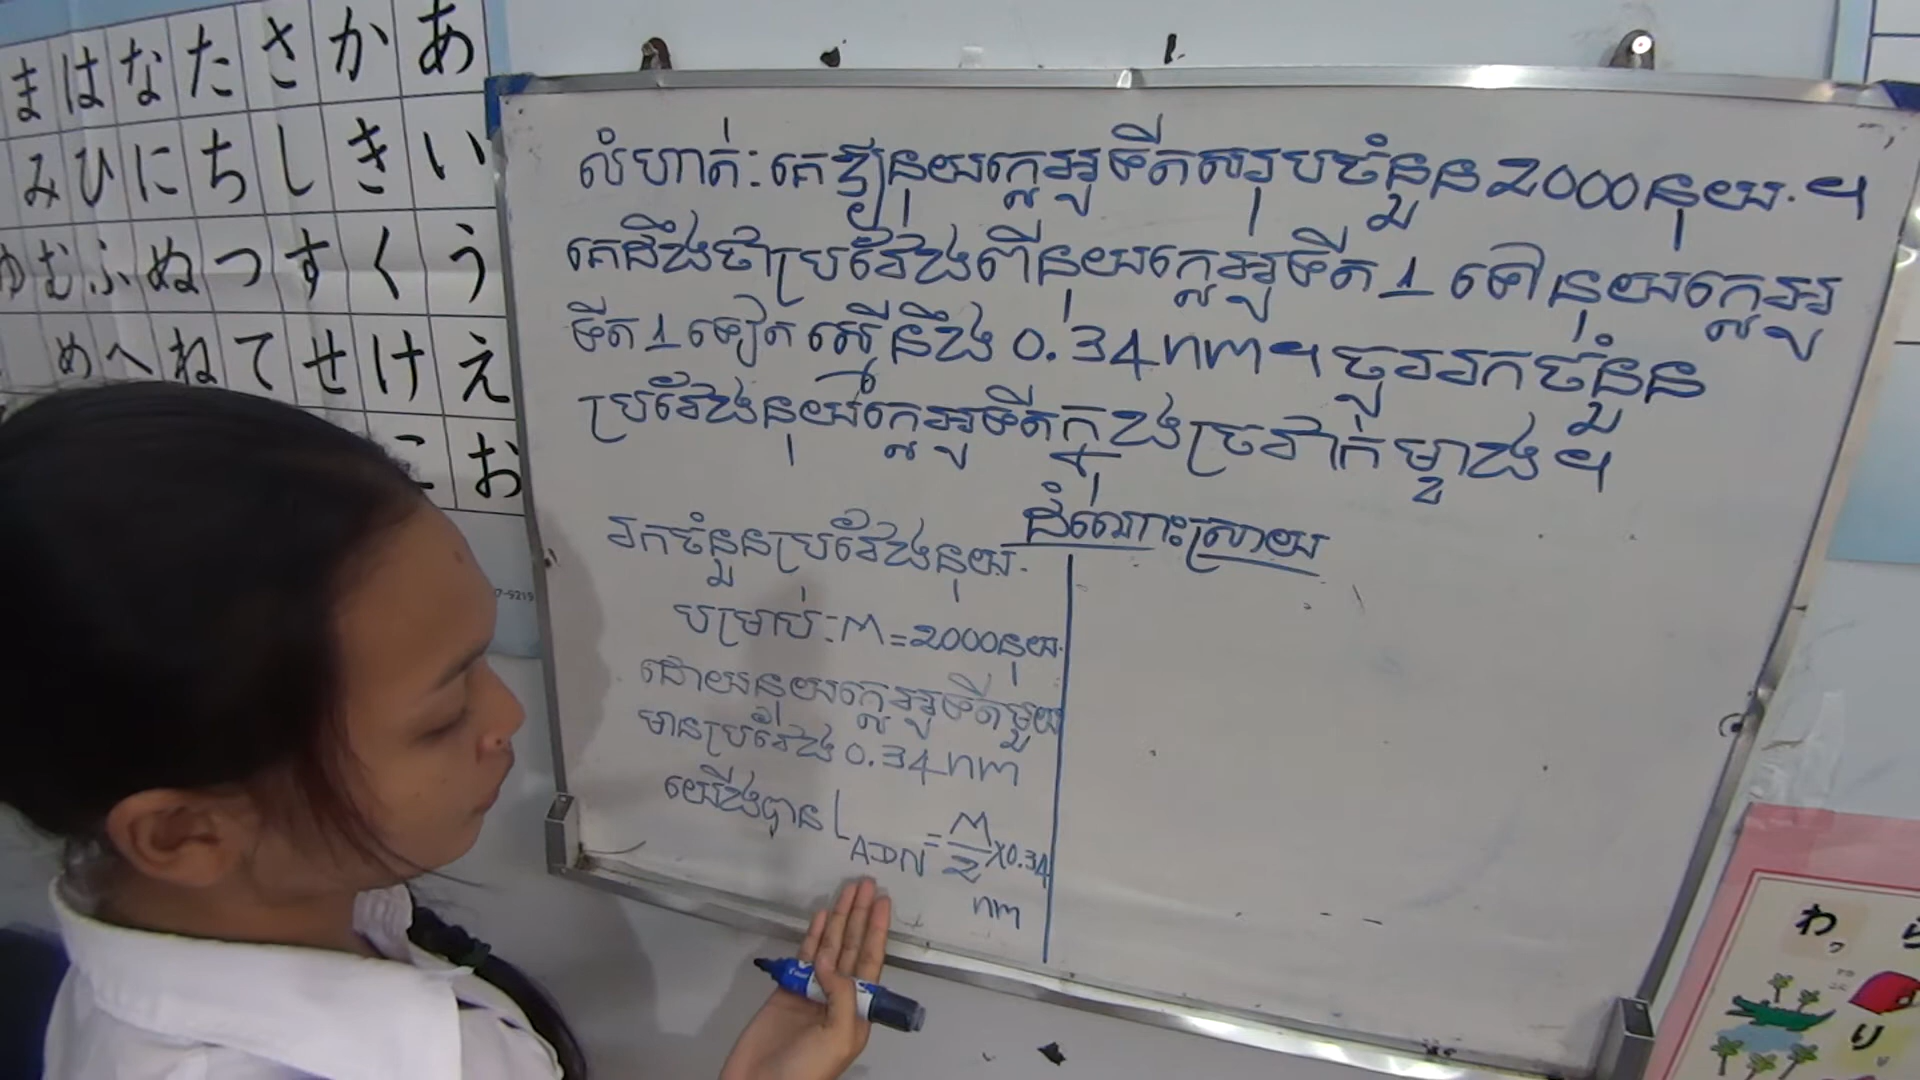 あ か さ た な は ま
い き し ち に ひ み
う く す つ ぬ ふ む ゆ
え け せ て ね へ め
お こ
លំហាត់: គេឱ្យនុយក្លេអូទីតសរុបចំនួន 2000 នុយ. ។
គេដឹងថាប្រវែងពីនុយក្លេអូទីត 1 ទៅនុយក្លេអូ
ទីត 1 ទៀតស្មើនឹង 0.34 nm ។ ចូររកចំនួន
ប្រវែងនុយក្លេអូទីតក្នុងច្រវាក់ម្ខាង ។
ដំណោះស្រាយ
រកចំនួនប្រវែងនុយ.
បម្រាប់: M = 2000 នុយ.
ដោយនុយក្លេអូទីតមួយ
មានប្រវែង 0.34 nm
យើងបាន L ADN = M/2 x 0.34
nm
わ
り